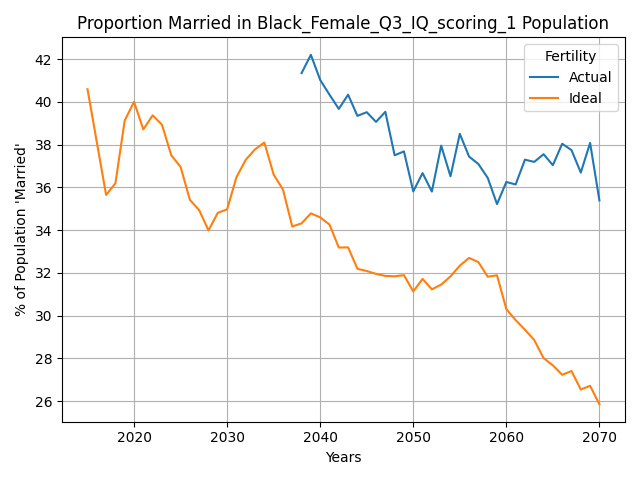 Proportion Married in Black_Female_Q3_IQ_scoring_1 Population
Fertility
Actual
Ideal
% of Population 'Married'
42
40
38
36
34
32
30
28
26
2020
2030
2040
2050
2060
2070
Years